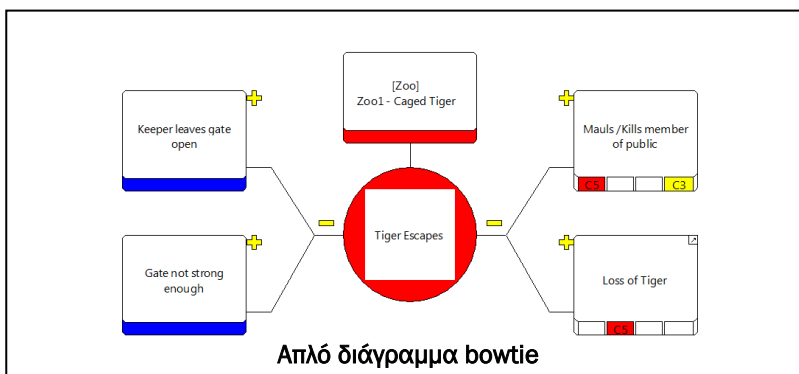 [Zoo]
Zoo1 - Caged Tiger
Keeper leaves gate
open
Mauls /Kills member
of public
C5
C3
Tiger Escapes
Gate not strong
enough
Loss of Tiger
C5
Απλό διάγραμμα bowtie